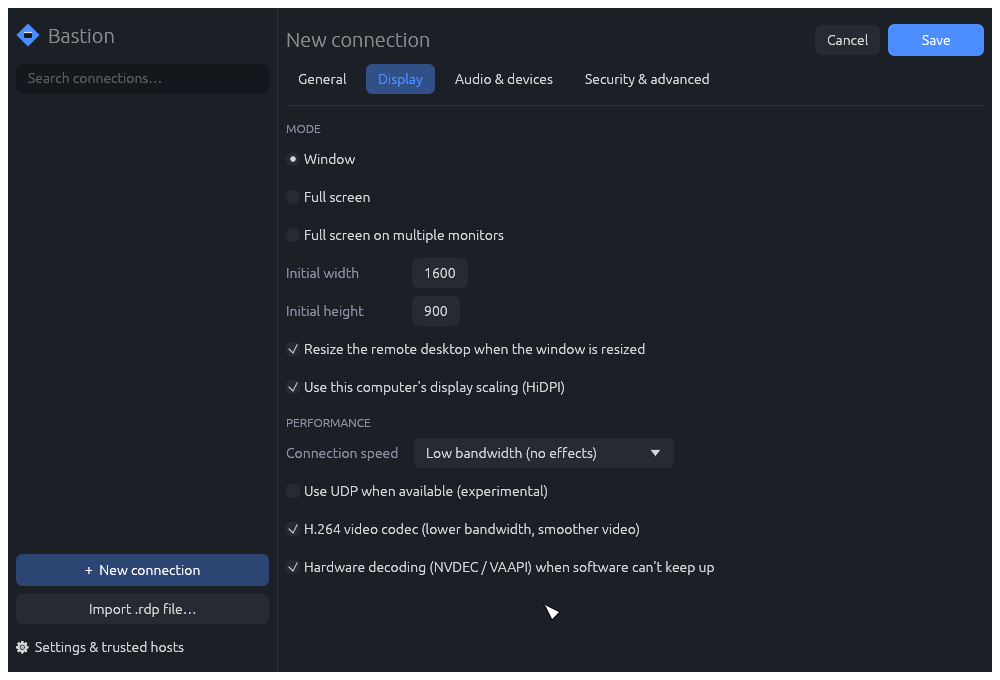 Bastion
Search connections...
+ New connection
Import .rdp file...
Settings & trusted hosts
New connection
Cancel
Save
General
Display
Audio & devices
Security & advanced
MODE
Window
Full screen
Full screen on multiple monitors
Initial width 1600
Initial height 900
Resize the remote desktop when the window is resized
Use this computer's display scaling (HiDPI)
PERFORMANCE
Connection speed Low bandwidth (no effects)
Use UDP when available (experimental)
H.264 video codec (lower bandwidth, smoother video)
Hardware decoding (NVDEC / VAAPI) when software can't keep up